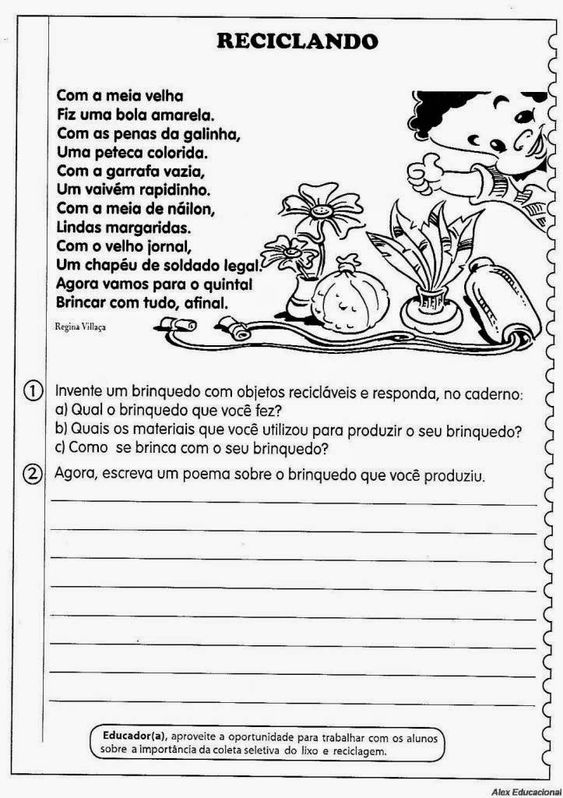 RECICLANDO
Com a meia velha
Fiz uma bola amarela.
Com as penas da galinha,
Uma peteca colorida.
Com a garrafa vazia,
Um vaivém rapidinho.
Com a meia de náilon,
Lindas margaridas.
Com o velho jornal,
Um chapéu de soldado legal.
Agora vamos para o quintal
Brincar com tudo, afinal.
Regina Villaça
1 Invente um brinquedo com objetos recicláveis e responda, no caderno:
a) Qual o brinquedo que você fez?
b) Quais os materiais que você utilizou para produzir o seu brinquedo?
c) Como se brinca com o seu brinquedo?
2 Agora, escreva um poema sobre o brinquedo que você produziu.
Educador(a), aproveite a oportunidade para trabalhar com os alunos
sobre a importância da coleta seletiva do lixo e reciclagem.
Alex Educacional